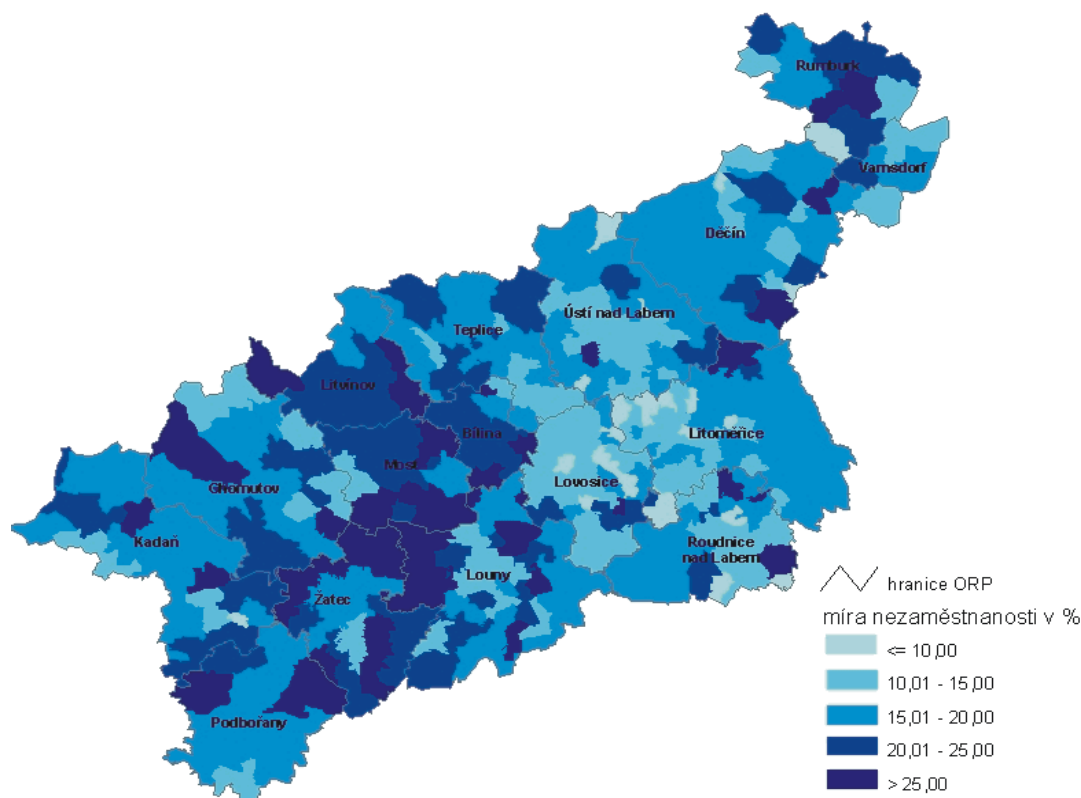 Rumburk
Varnsdorf
Děčín
Ústí nad Labem
Teplice
Litvínov
Bílina
Most
Litoměřice
Lovosice
Chomutov
Kadaň
Roudnice
nad Labem
Louny
Žatec
Podbořany
hranice ORP
míra nezaměstnanosti v %
<= 10,00
10,01 - 15,00
15,01 - 20,00
20,01 - 25,00
> 25,00